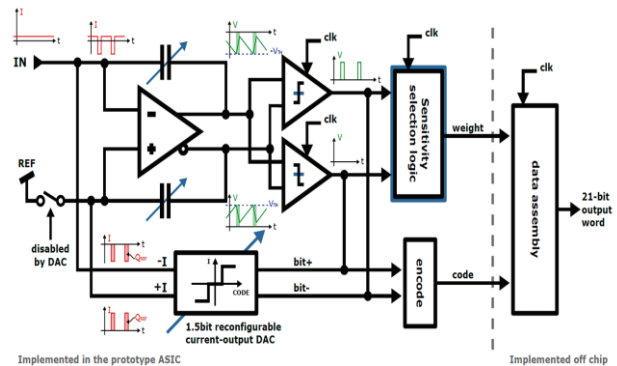 I
t
I
t
V
t
-Vth
clk
V
t
clk
clk
IN
clk
V
t
Sensitivity
selection logic
weight
data assembly
21-bit
output
word
REF
disabled
by DAC
V
Vth
t
I
t
-I
+I
I
CODE
bit+
bit-
encode
code
I
t
1.5bit reconfigurable
current-output DAC
Implemented in the prototype ASIC
Implemented off chip